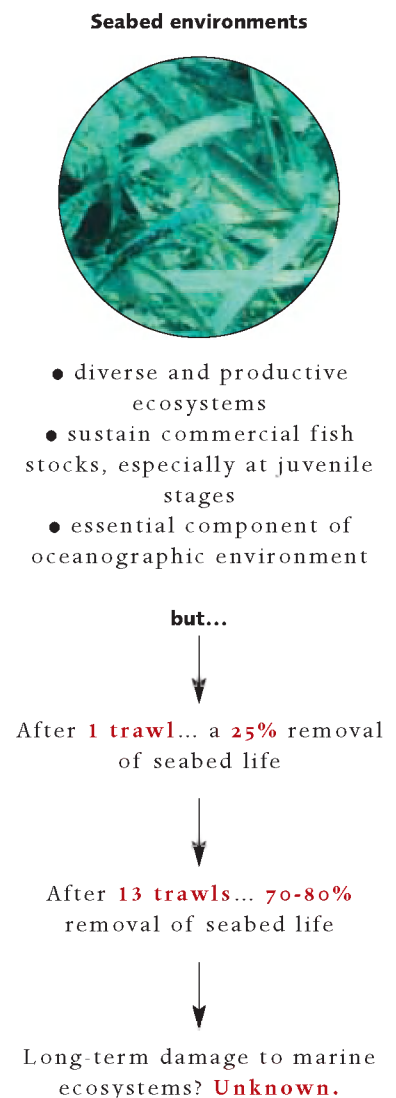 Seabed environments
● diverse and productive
ecosystems
● sustain commercial fish
stocks, especially at juvenile
stages
● essential component of
oceanographic environment
but...
After 1 trawl... a 25% removal
of seabed life
After 13 trawls... 70-80%
removal of seabed life
Long-term damage to marine
ecosystems? Unknown.